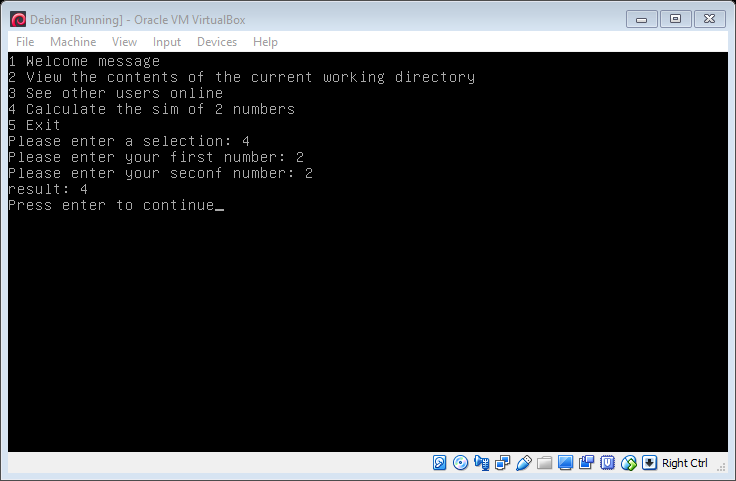 Debian [Running] - Oracle VM VirtualBox
File Machine View Input Devices Help
1 Welcome message
2 View the contents of the current working directory
3 See other users online
4 Calculate the sim of 2 numbers
5 Exit
Please enter a selection: 4
Please enter your first number: 2
Please enter your seconf number: 2
result: 4
Press enter to continue_
Right Ctrl